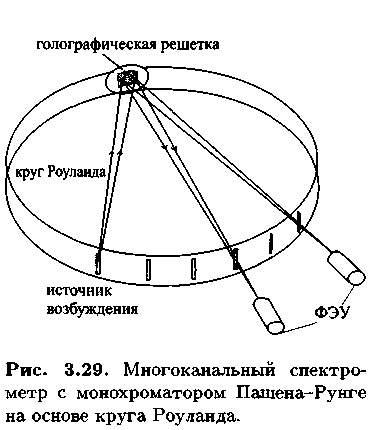 голографическая решетка
круг Роуланда
источник
возбуждения
ФЭУ
Рис. 3.29. Многоканальный спектро-
метр с монохроматором Пашена–Рунге
на основе круга Роуланда.